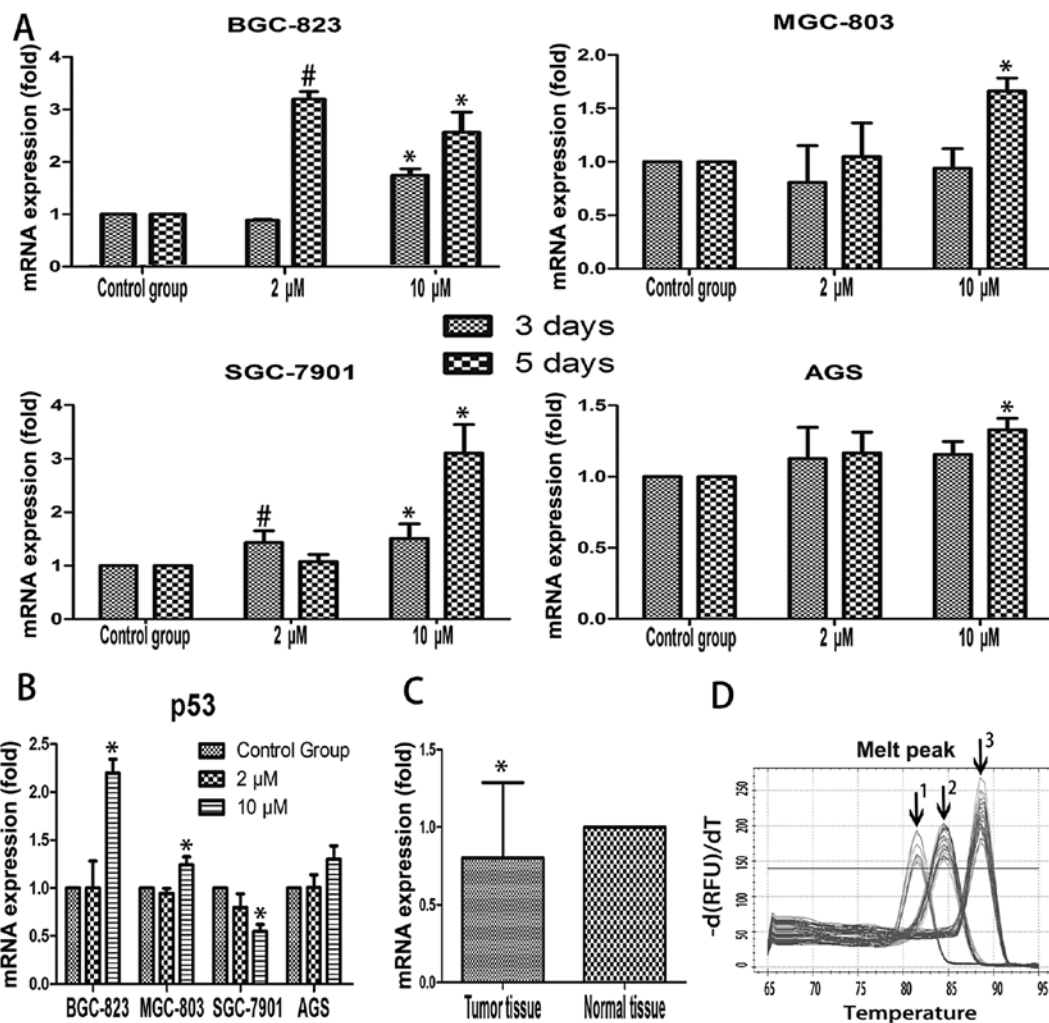 A
BGC-823
mRNA expression (fold)
4
3
2
1
0
#
*
*
Control group
2 µM
10 µM
MGC-803
mRNA expression (fold)
2.0
1.5
1.0
0.5
0.0
*
Control group
2 µM
10 µM
3 days
5 days
SGC-7901
mRNA expression (fold)
4
3
2
1
0
#
*
*
Control group
2 µM
10 µM
AGS
mRNA expression (fold)
1.5
1.0
0.5
0.0
*
Control group
2 µM
10 µM
B
p53
mRNA expression (fold)
2.5
2.0
1.5
1.0
0.5
0.0
Control Group
2 µM
10 µM
*
*
*
BGC-823
MGC-803
SGC-7901
AGS
C
mRNA expression (fold)
1.5
1.0
0.5
0.0
*
Tumor tissue
Normal tissue
D
Melt peak
1
2
3
-d(RFU)/dT
250
200
150
100
50
0
65
70
75
80
85
90
95
Temperature